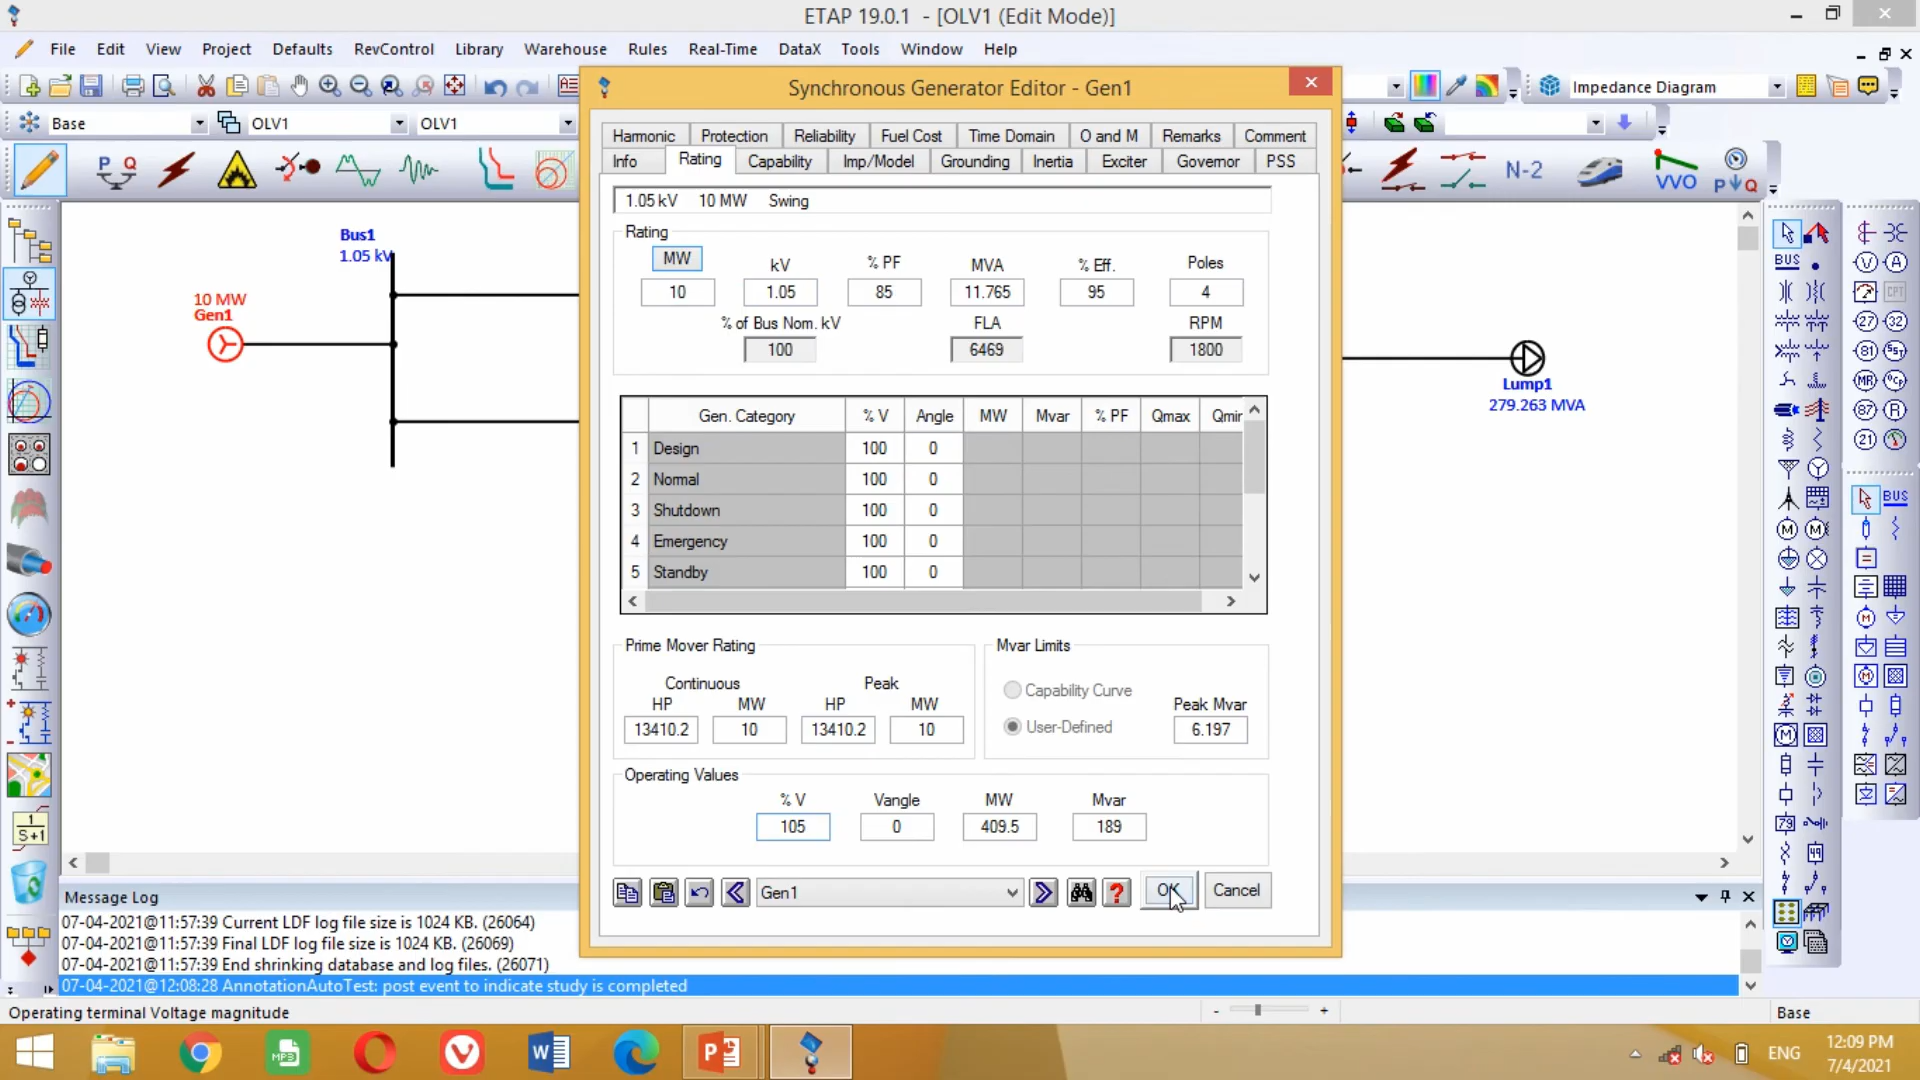 ETAP 19.0.1 - [OLV1 (Edit Mode)]
File Edit View Project Defaults RevControl Library Warehouse Rules Real-Time DataX Tools Window Help
Impedance Diagram
Base OLV1 OLV1
P Q
N-2
VVO
P Q
Synchronous Generator Editor - Gen1
Harmonic Protection Reliability Fuel Cost Time Domain O and M Remarks Comment
Info Rating Capability Imp/Model Grounding Inertia Exciter Governor PSS
1.05 kV 10 MW Swing
Rating
MW kV % PF MVA % Eff. Poles
10 1.05 85 11.765 95 4
% of Bus Nom. kV FLA RPM
100 6469 1800
Gen. Category % V Angle MW Mvar % PF Qmax Qmin
1 Design 100 0
2 Normal 100 0
3 Shutdown 100 0
4 Emergency 100 0
5 Standby 100 0
Prime Mover Rating
Continuous Peak
HP MW HP MW
13410.2 10 13410.2 10
Mvar Limits
Capability Curve
User-Defined
Peak Mvar
6.197
Operating Values
% V Vangle MW Mvar
105 0 409.5 189
Gen1
OK Cancel
Bus1
1.05 kV
10 MW
Gen1
Lump1
279.263 MVA
BUS
BUS
1
S+1
Message Log
07-04-2021@11:57:39 Current LDF log file size is 1024 KB. (26064)
07-04-2021@11:57:39 Final LDF log file size is 1024 KB. (26069)
07-04-2021@11:57:39 End shrinking database and log files. (26071)
07-04-2021@12:08:28 AnnotationAutoTest: post event to indicate study is completed
Operating terminal Voltage magnitude
- +
Base
MP3
ENG
12:09 PM
7/4/2021